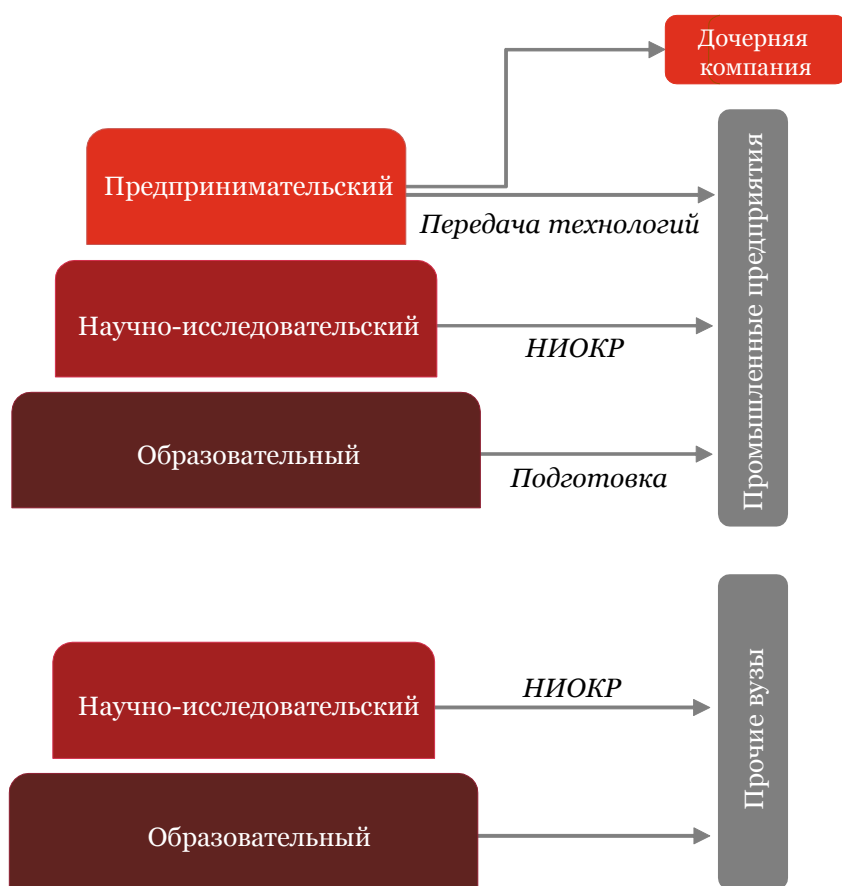 Дочерняя
компания
Предпринимательский
Передача технологий
Научно-исследовательский
НИОКР
Образовательный
Подготовка
Промышленные предприятия
Научно-исследовательский
НИОКР
Образовательный
Прочие вузы